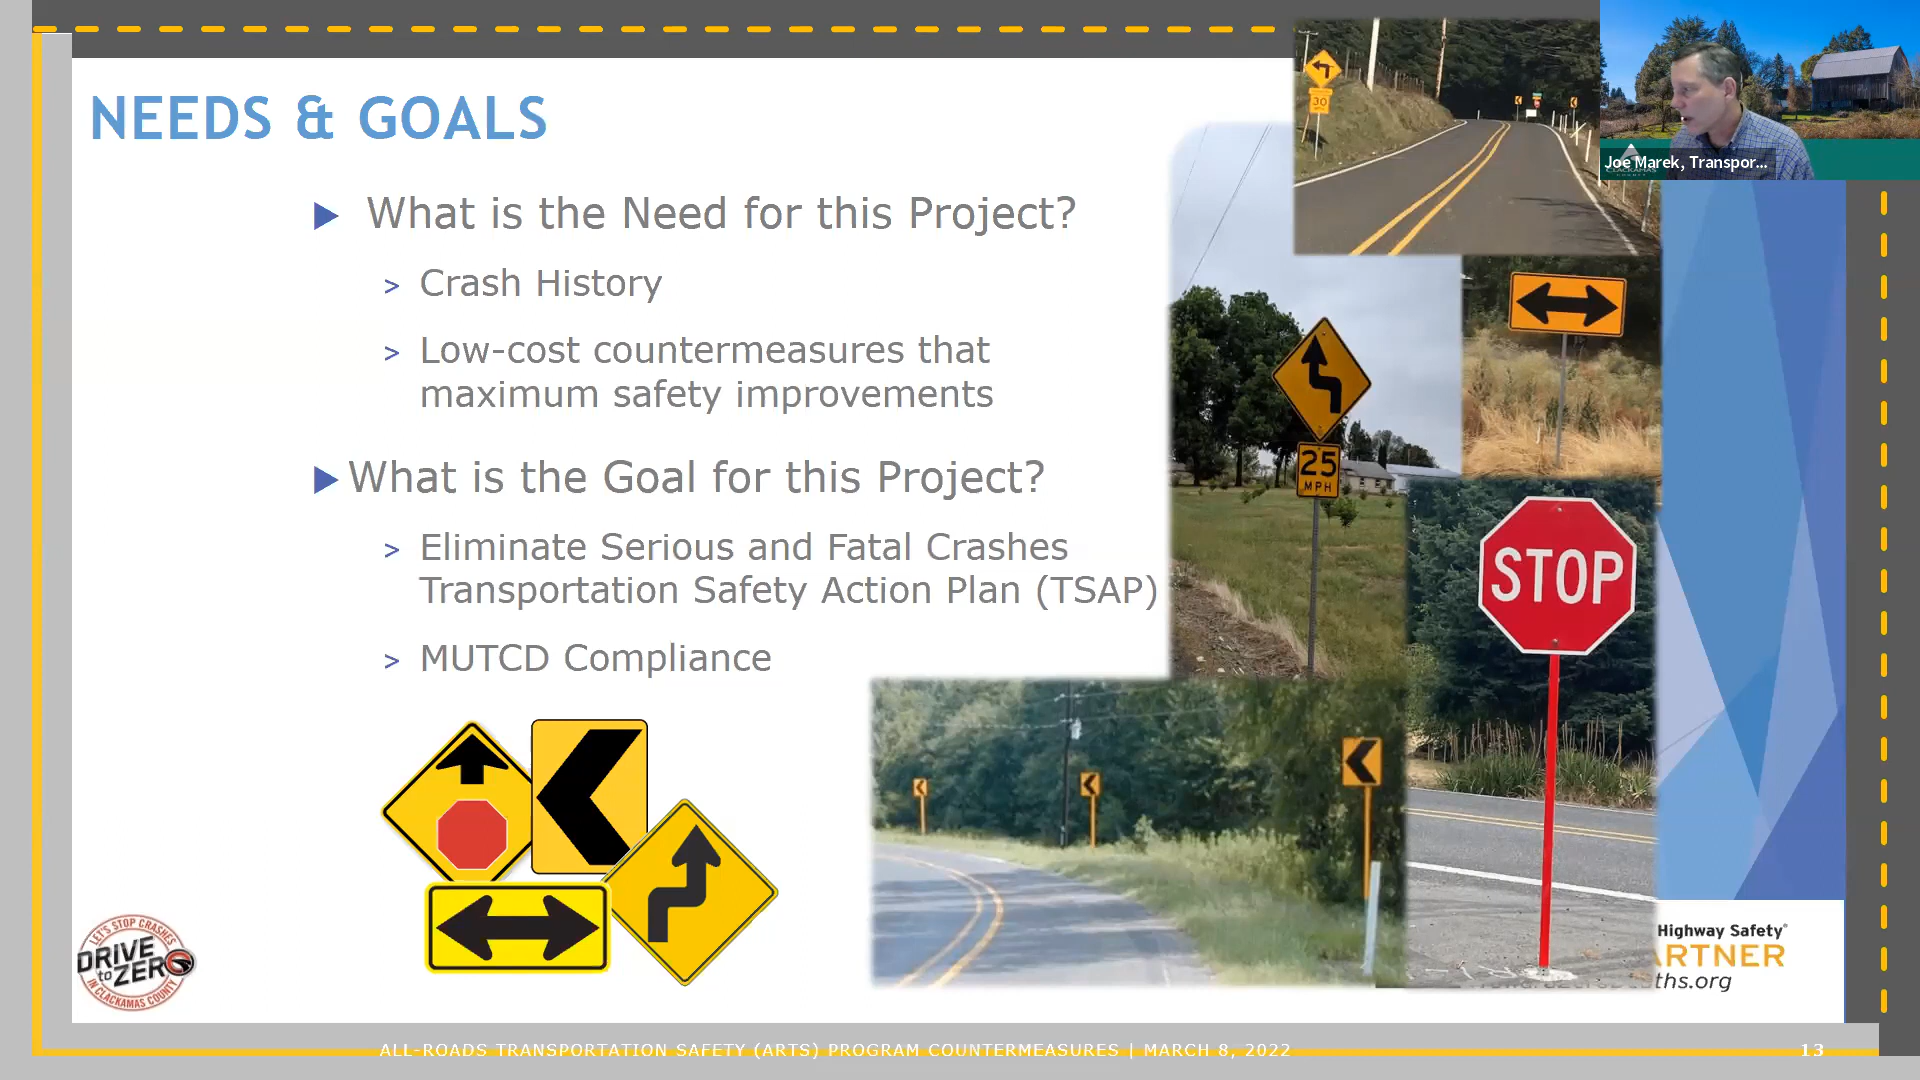 NEEDS & GOALS
What is the Need for this Project?
> Crash History
> Low-cost countermeasures that
maximum safety improvements
What is the Goal for this Project?
> Eliminate Serious and Fatal Crashes
Transportation Safety Action Plan (TSAP)
> MUTCD Compliance
30
25
MPH
STOP
Joe Marek, Transpor...
LET'S STOP CRASHES
DRIVE
to ZERO
IN CLACKAMAS COUNTY
Highway Safety
ARTNER
ths.org
ALL-ROADS TRANSPORTATION SAFETY (ARTS) PROGRAM COUNTERMEASURES | MARCH 8, 2022
13